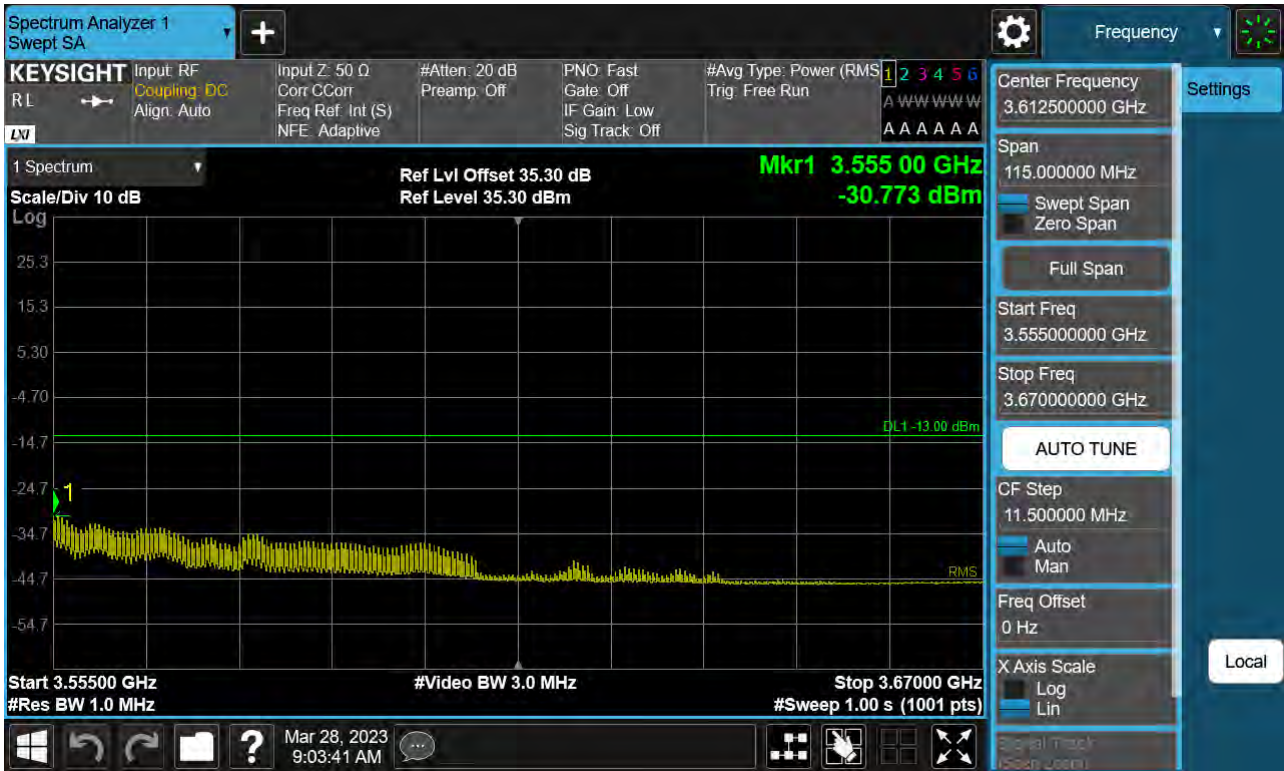 Spectrum Analyzer 1
Swept SA
+
Frequency
KEYSIGHT
RL
LXI
Input: RF
Coupling: DC
Align: Auto
Input Z: 50 Ω
Corr CCorr
Freq Ref: Int (S)
NFE: Adaptive
#Atten: 20 dB
Preamp: Off
PNO: Fast
Gate: Off
IF Gain: Low
Sig Track: Off
#Avg Type: Power (RMS
Trig: Free Run
1 2 3 4 5 6
A W W W W W
A A A A A A
1 Spectrum
Scale/Div 10 dB
Log
Ref Lvl Offset 35.30 dB
Ref Level 35.30 dBm
Mkr1 3.555 00 GHz
-30.773 dBm
25.3
15.3
5.30
-4.70
-14.7
-24.7
-34.7
-44.7
-54.7
DL1 -13.00 dBm
1
RMS
Start 3.55500 GHz
#Res BW 1.0 MHz
#Video BW 3.0 MHz
Stop 3.67000 GHz
#Sweep 1.00 s (1001 pts)
Center Frequency
3.612500000 GHz
Span
115.000000 MHz
Swept Span
Zero Span
Full Span
Start Freq
3.555000000 GHz
Stop Freq
3.670000000 GHz
AUTO TUNE
CF Step
11.500000 MHz
Auto
Man
Freq Offset
0 Hz
X Axis Scale
Log
Lin
Signal Track
(Span Zoom)
Settings
Local
?
Mar 28, 2023
9:03:41 AM